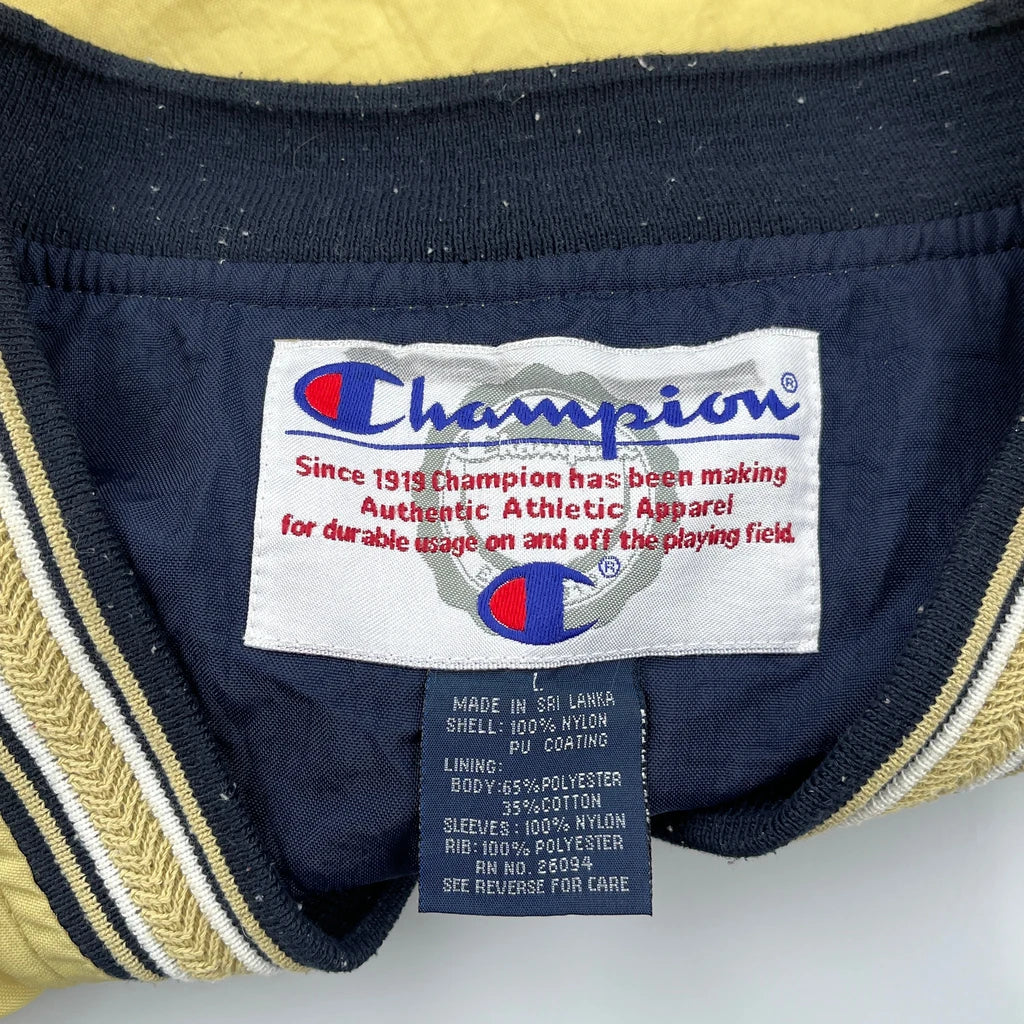 Champion®
Since 1919 Champion has been making
Authentic Athletic Apparel
for durable usage on and off the playing field.
®
L
MADE IN SRI LANKA
SHELL: 100% NYLON
PU COATING
LINING:
BODY:65%POLYESTER
35%COTTON
SLEEVES: 100% NYLON
RIB: 100% POLYESTER
RN NO. 26094
SEE REVERSE FOR CARE